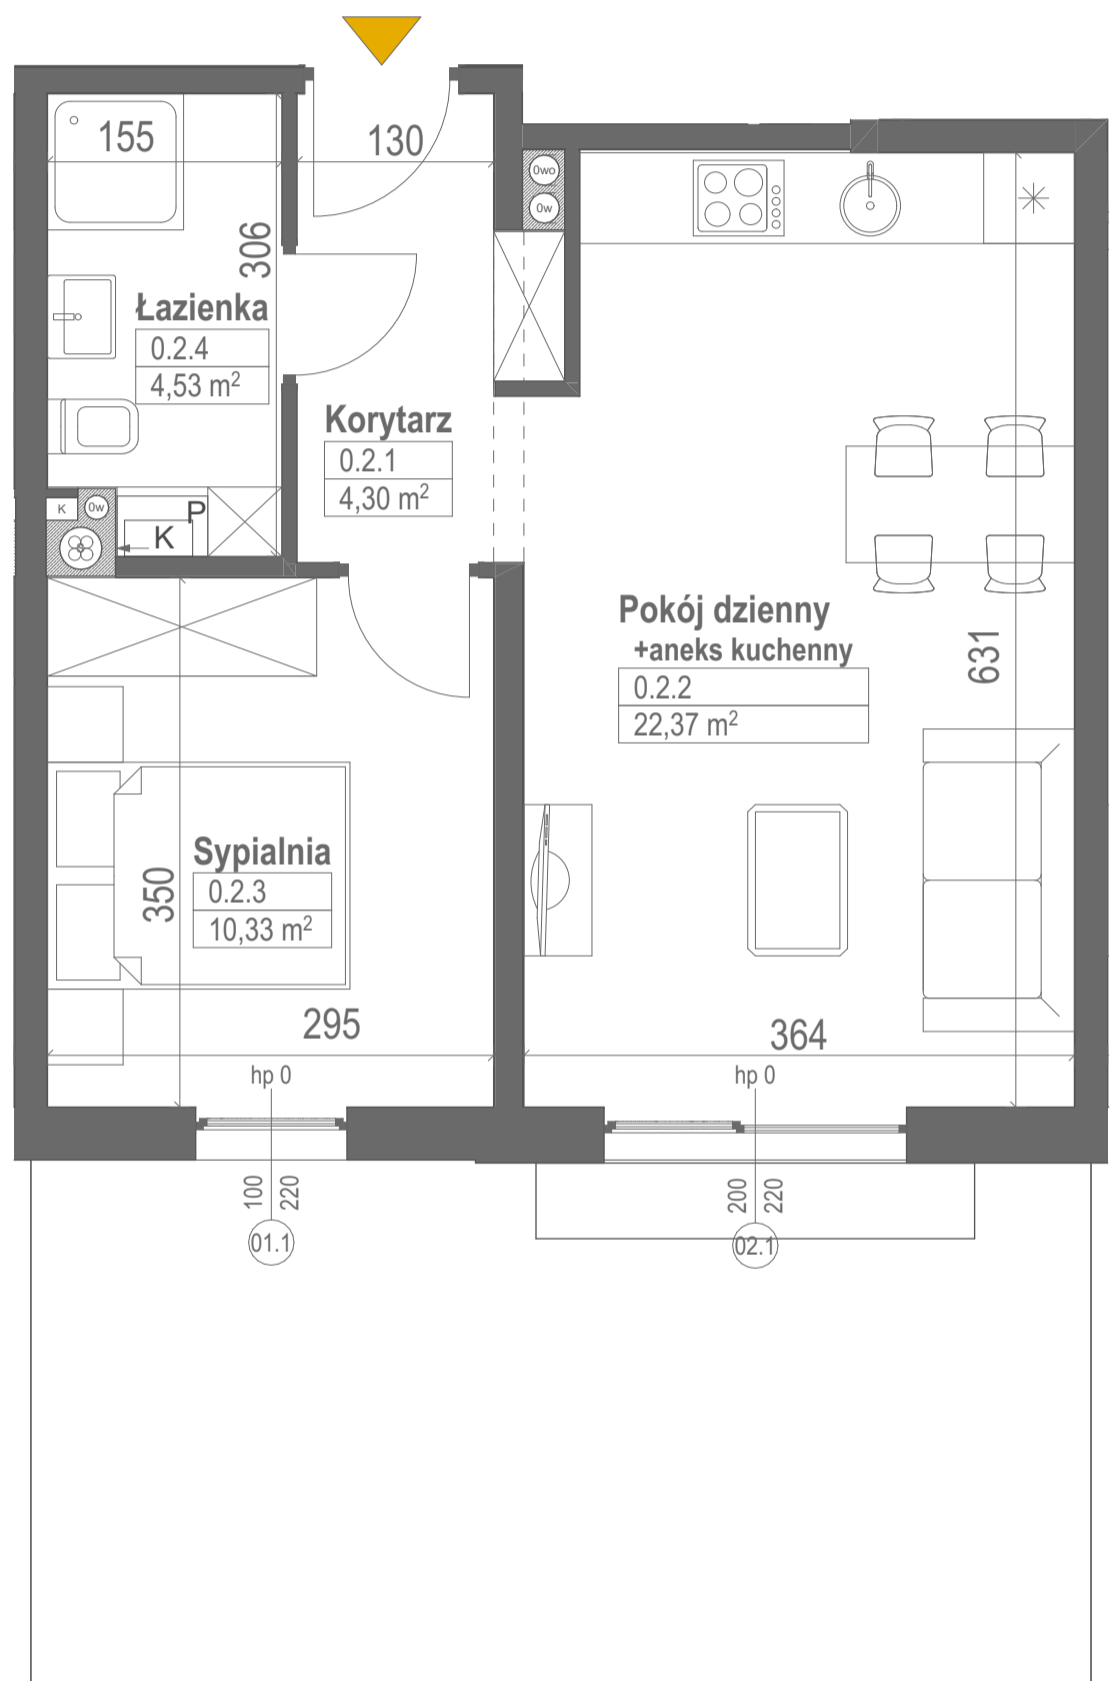 155
130
0wo
0w
306
Łazienka
0.2.4
4,53 m²
Korytarz
0.2.1
4,30 m²
K
0w
P
K
Pokój dzienny
+aneks kuchenny
0.2.2
22,37 m²
631
Sypialnia
0.2.3
10,33 m²
350
295
364
hp 0
hp 0
100
220
200
220
01.1
02.1